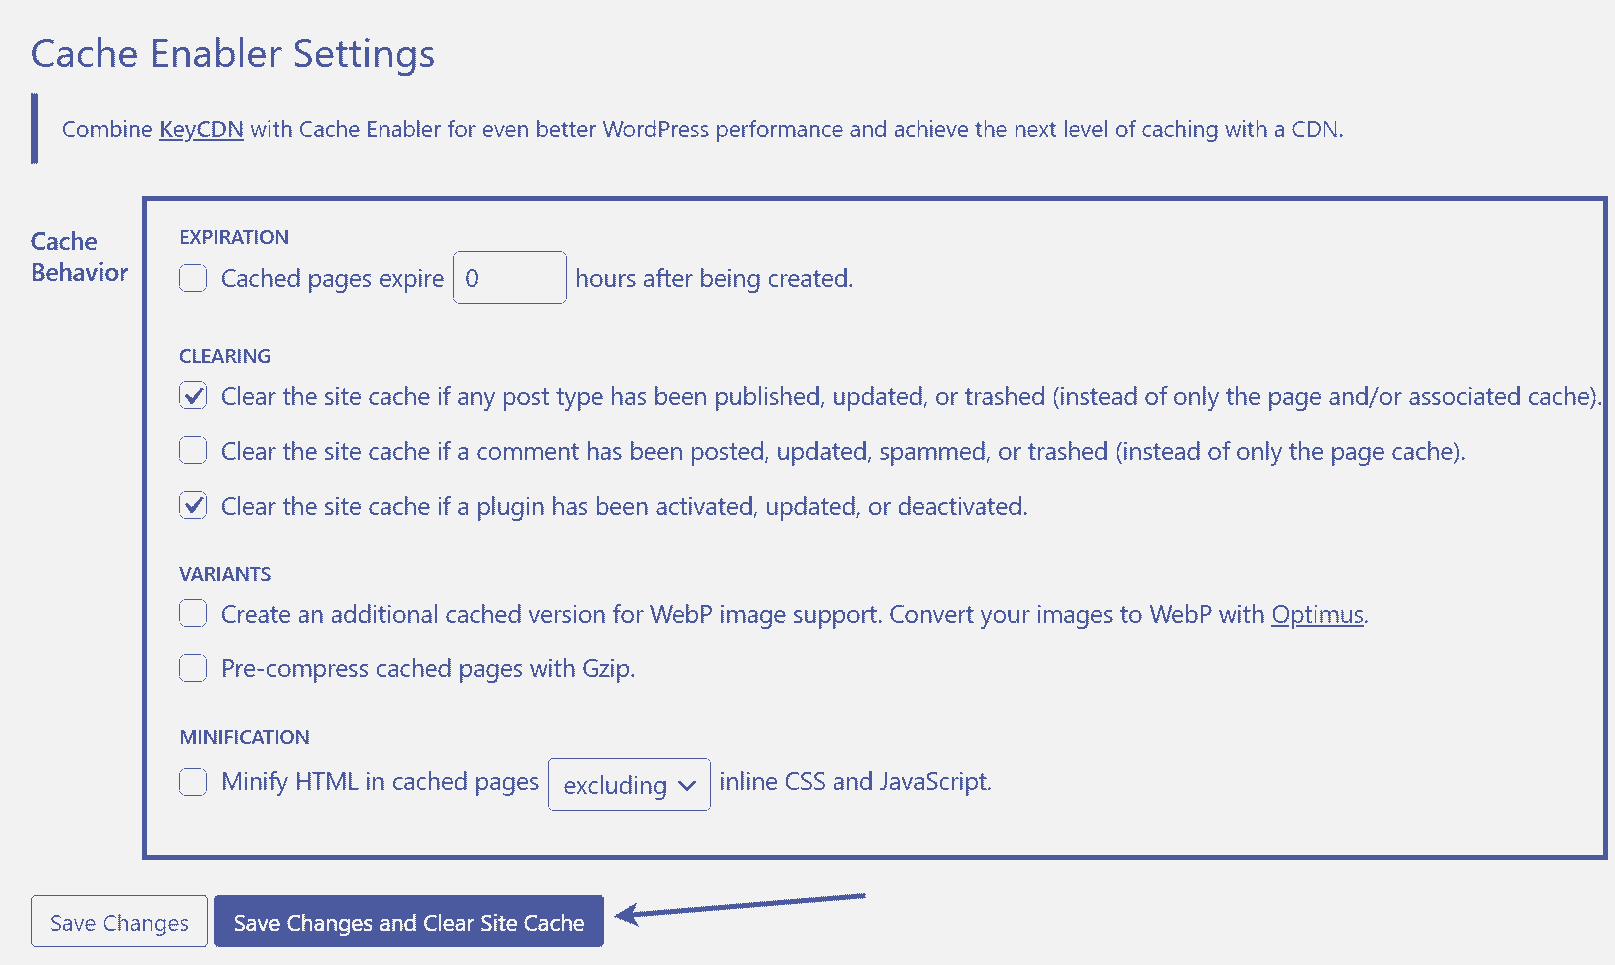 Cache Enabler Settings
Combine KeyCDN with Cache Enabler for even better WordPress performance and achieve the next level of caching with a CDN.
Cache
Behavior
EXPIRATION
Cached pages expire 0 hours after being created.
CLEARING
Clear the site cache if any post type has been published, updated, or trashed (instead of only the page and/or associated cache).
Clear the site cache if a comment has been posted, updated, spammed, or trashed (instead of only the page cache).
Clear the site cache if a plugin has been activated, updated, or deactivated.
VARIANTS
Create an additional cached version for WebP image support. Convert your images to WebP with Optimus.
Pre-compress cached pages with Gzip.
MINIFICATION
Minify HTML in cached pages excluding inline CSS and JavaScript.
Save Changes Save Changes and Clear Site Cache